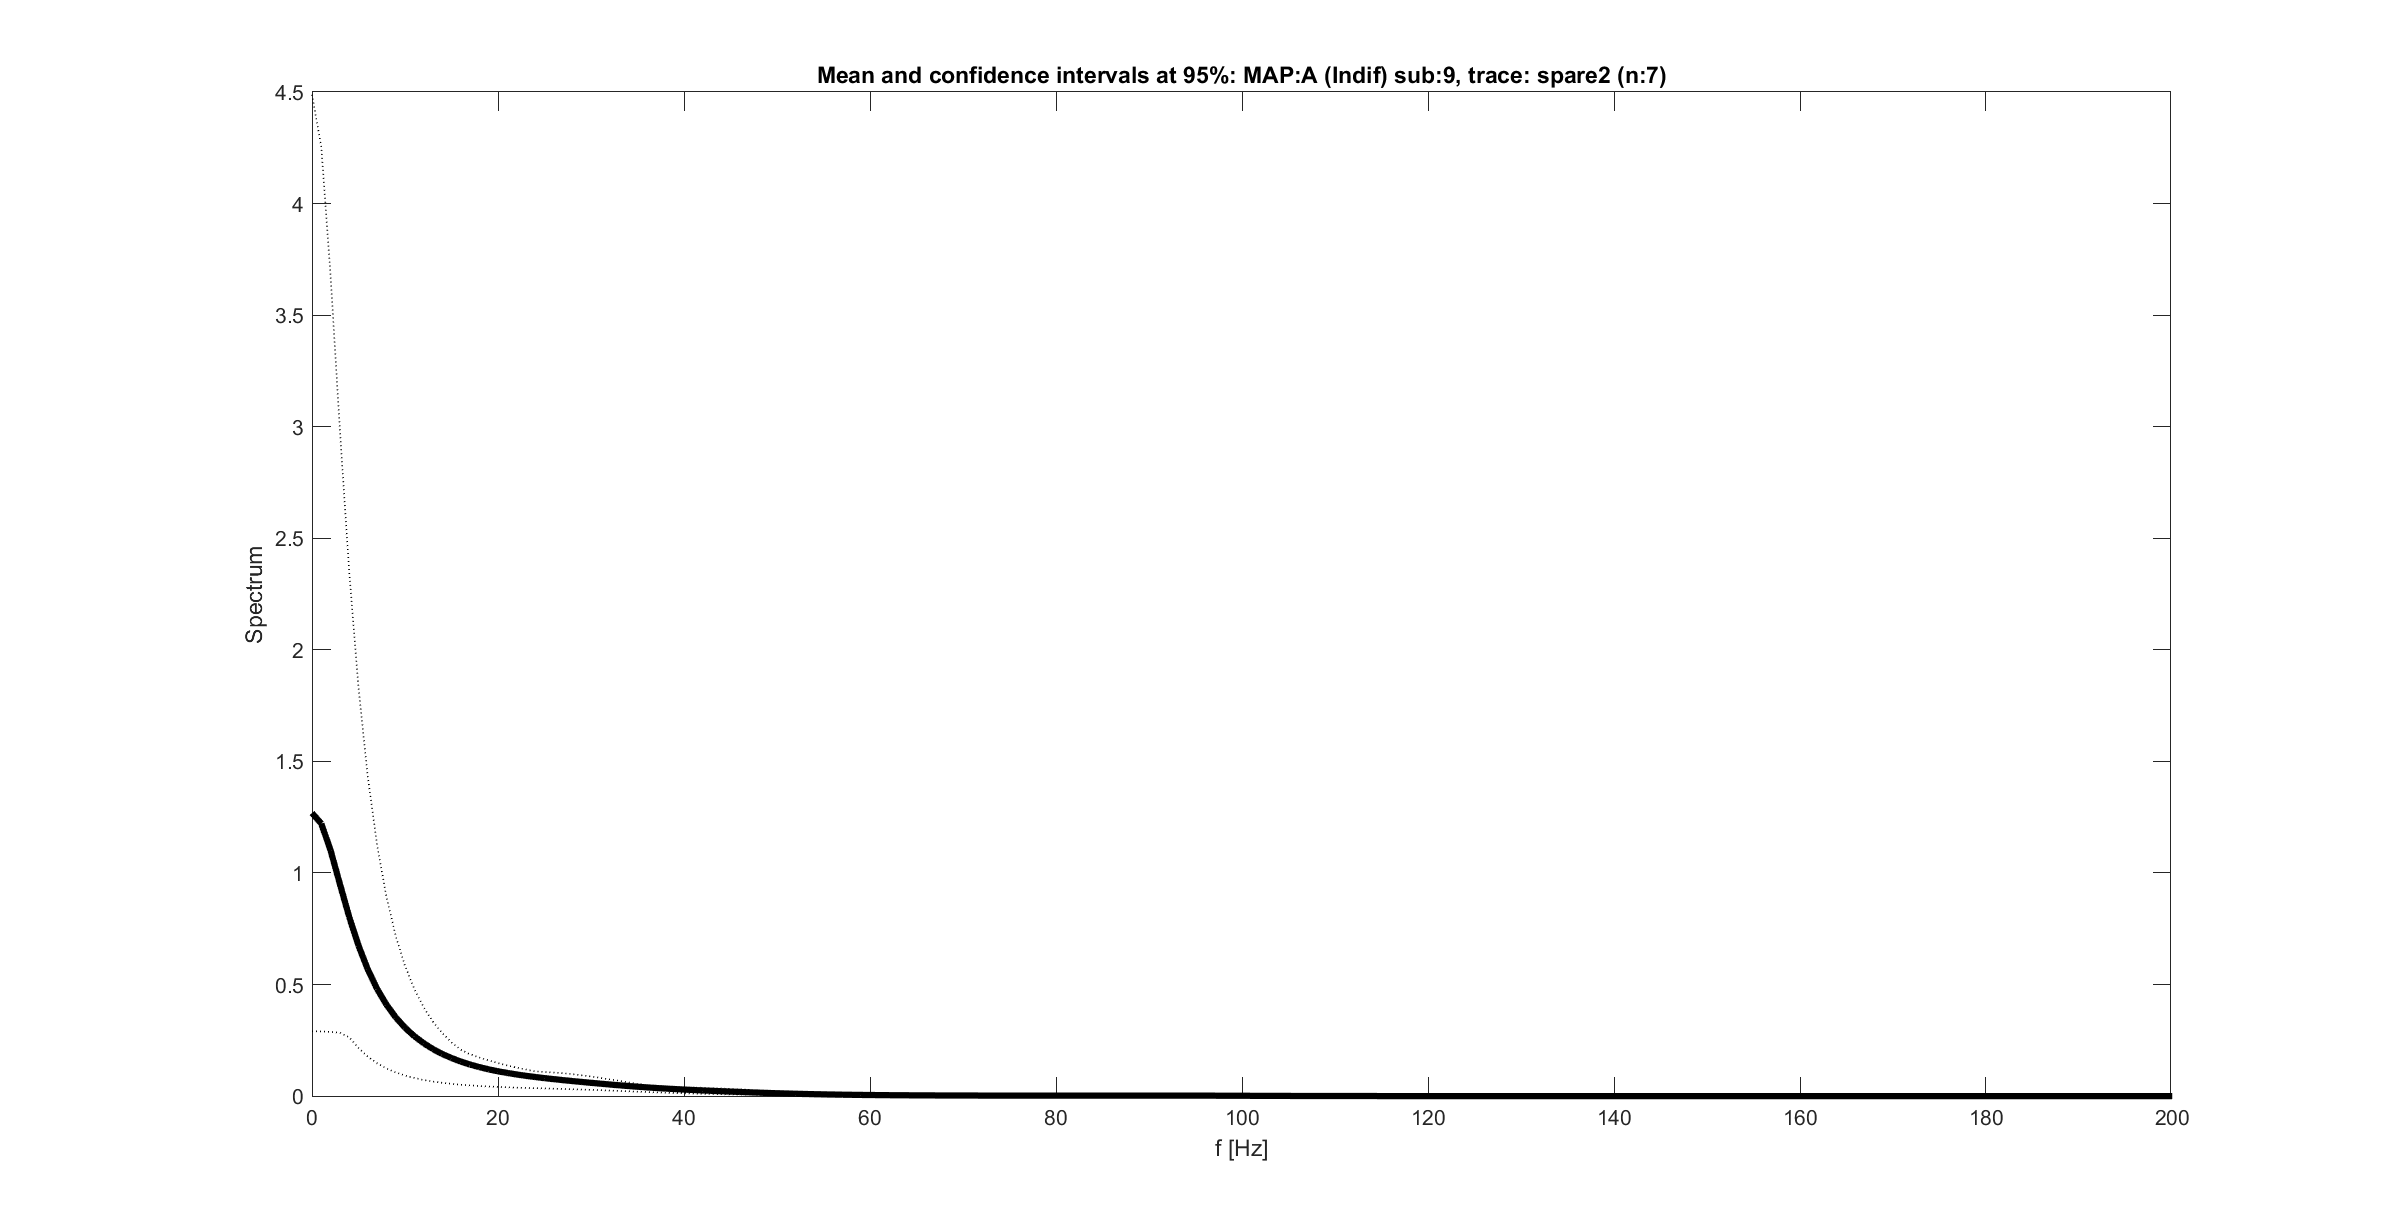 Mean and confidence intervals at 95%: MAP:A (Indif) sub:9, trace: spare2 (n:7)
4.5
4
3.5
3
2.5
2
1.5
1
0.5
0
Spectrum
0 20 40 60 80 100 120 140 160 180 200
f [Hz]